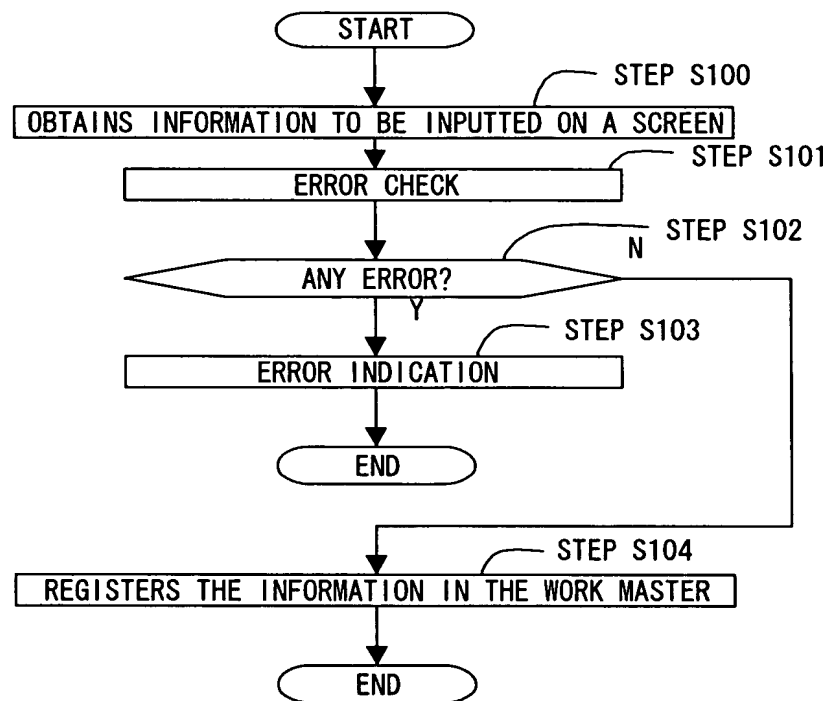 START
STEP S100
OBTAINS INFORMATION TO BE INPUTTED ON A SCREEN
STEP S101
ERROR CHECK
STEP S102
N
ANY ERROR?
Y
STEP S103
ERROR INDICATION
END
STEP S104
REGISTERS THE INFORMATION IN THE WORK MASTER
END